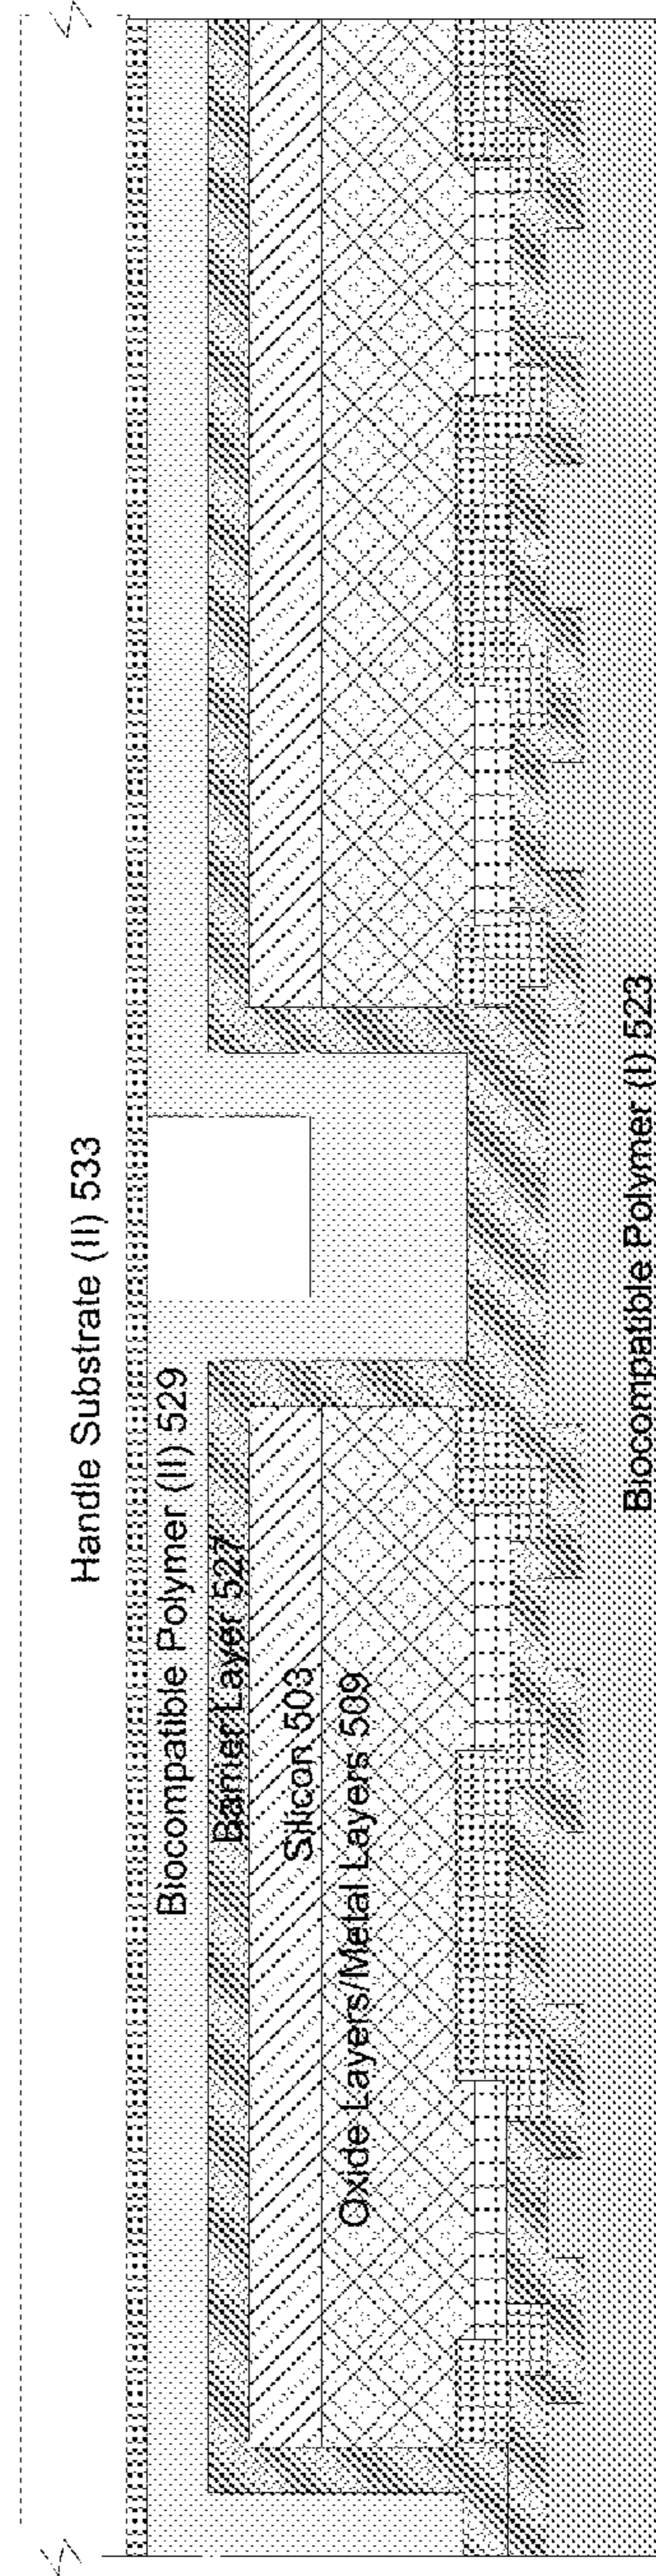 Handle Substrate (II) 533
Biocompatible Polymer (II) 529
Barrier Layer 527
Silicon 503
Oxide Layers/Metal Layers 509
Biocompatible Polymer (I) 523